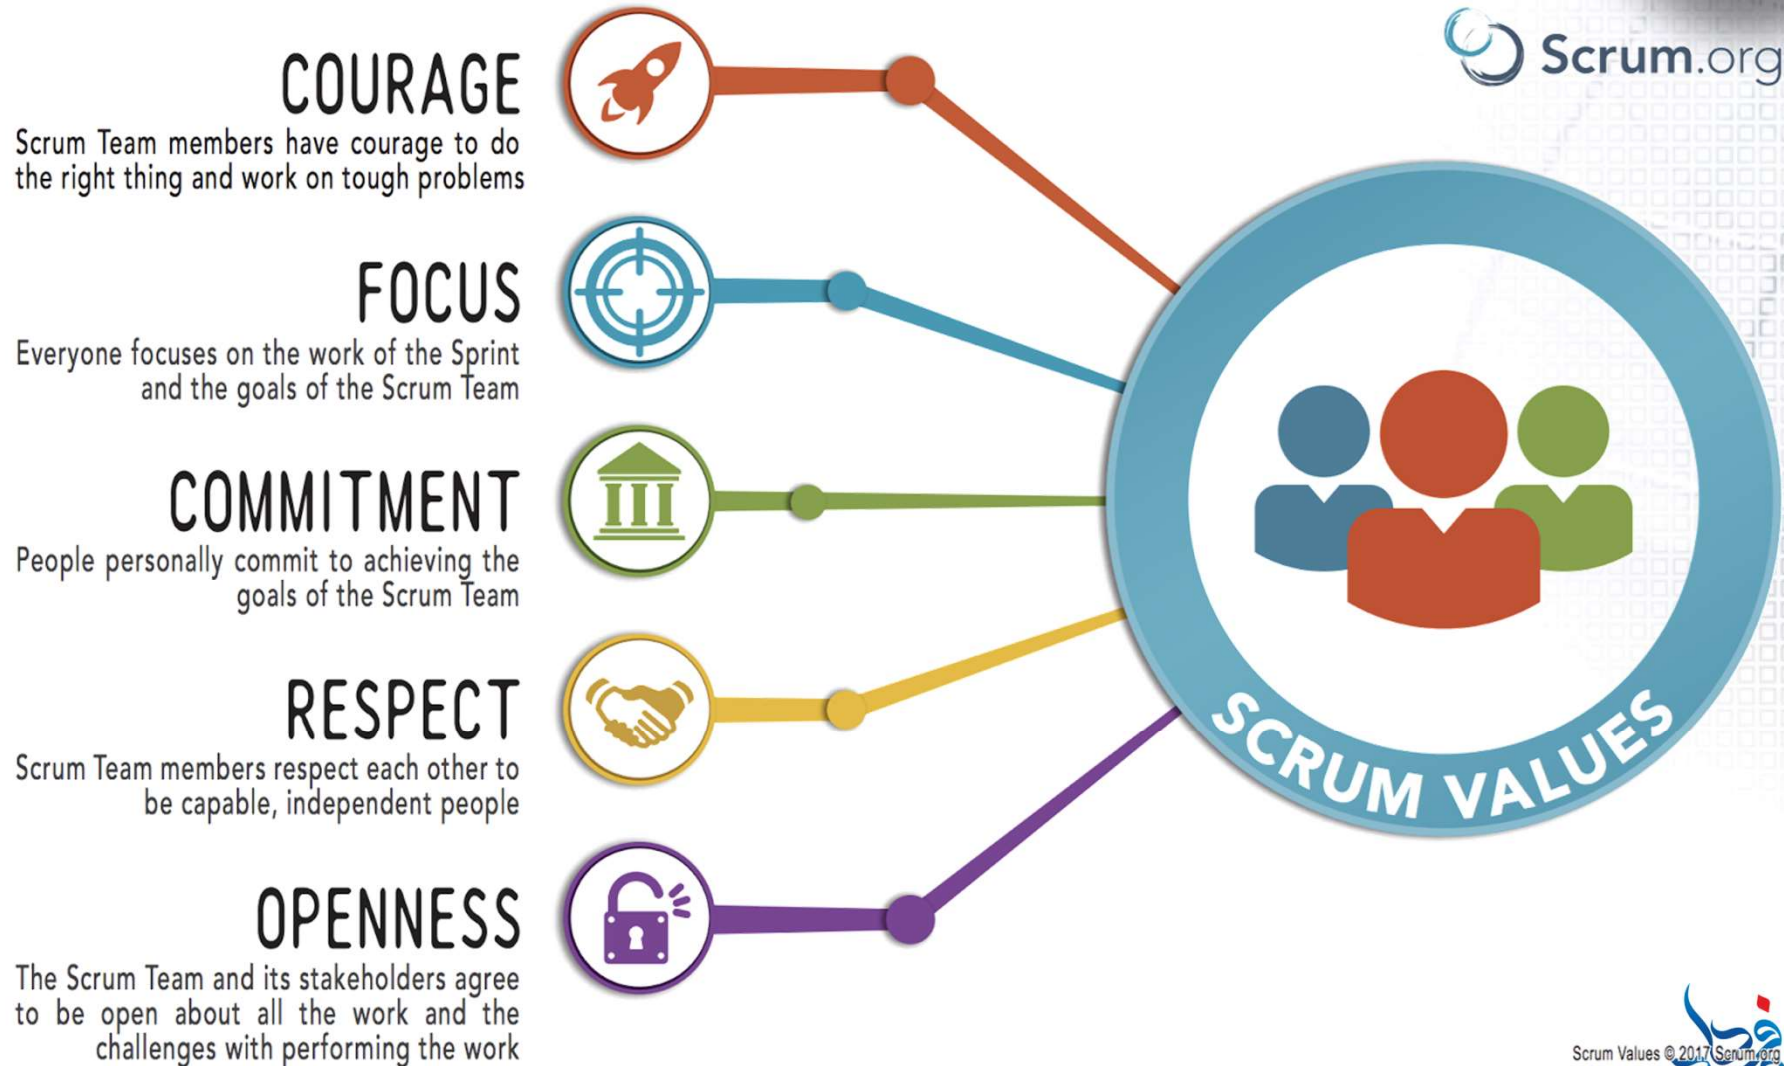 Scrum.org
COURAGE
Scrum Team members have courage to do
the right thing and work on tough problems
FOCUS
Everyone focuses on the work of the Sprint
and the goals of the Scrum Team
COMMITMENT
People personally commit to achieving the
goals of the Scrum Team
RESPECT
Scrum Team members respect each other to
be capable, independent people
OPENNESS
The Scrum Team and its stakeholders agree
to be open about all the work and the
challenges with performing the work
SCRUM VALUES
Scrum Values © 2017 Scrum.org